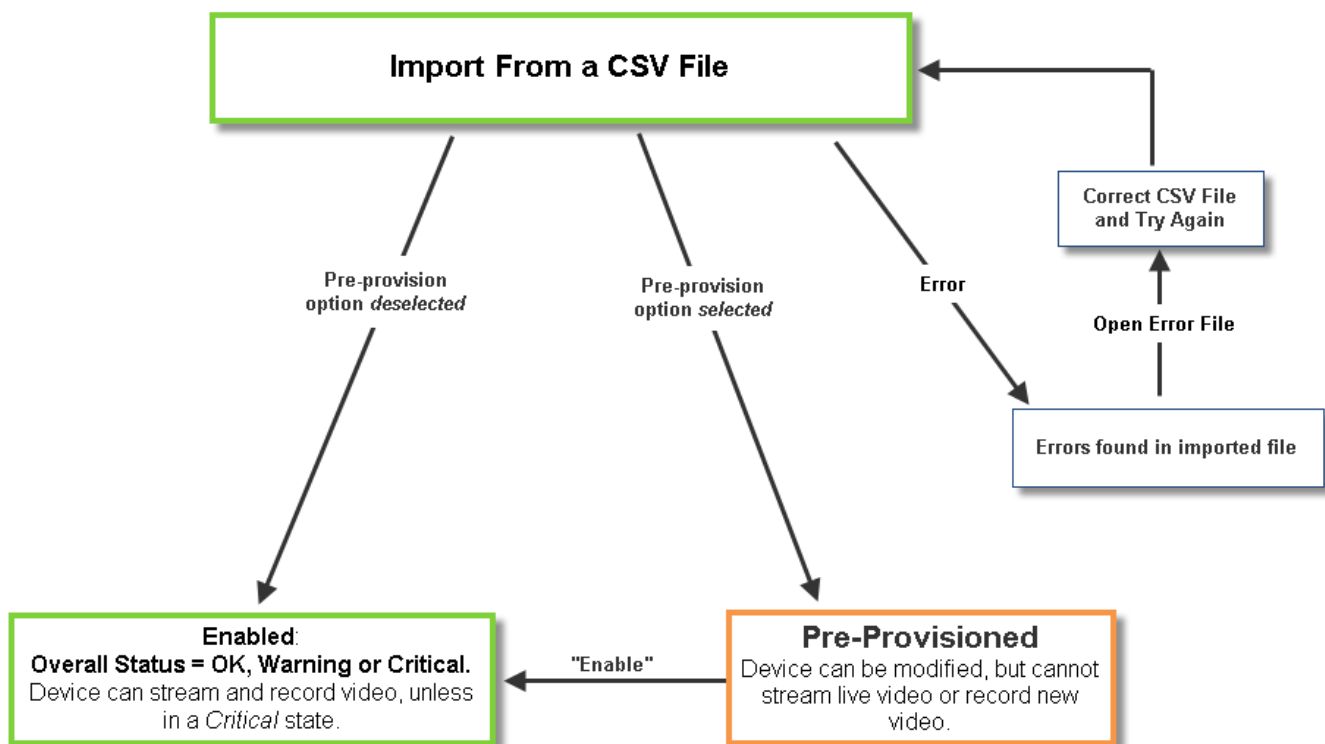 Import From a CSV File
Correct CSV File
and Try Again
Pre-provision
option deselected
Pre-provision
option selected
Error
Open Error File
Errors found in imported file
Enabled:
Overall Status = OK, Warning or Critical.
Device can stream and record video, unless
in a Critical state.
"Enable"
Pre-Provisioned
Device can be modified, but cannot
stream live video or record new
video.